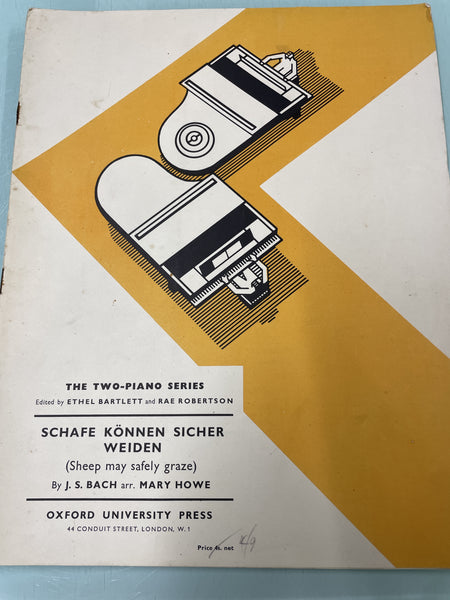 THE TWO-PIANO SERIES
Edited by ETHEL BARTLETT and RAE ROBERTSON
SCHAFE KÖNNEN SICHER
WEIDEN
(Sheep may safely graze)
By J. S. BACH arr. MARY HOWE
OXFORD UNIVERSITY PRESS
44 CONDUIT STREET, LONDON, W. 1
Price net